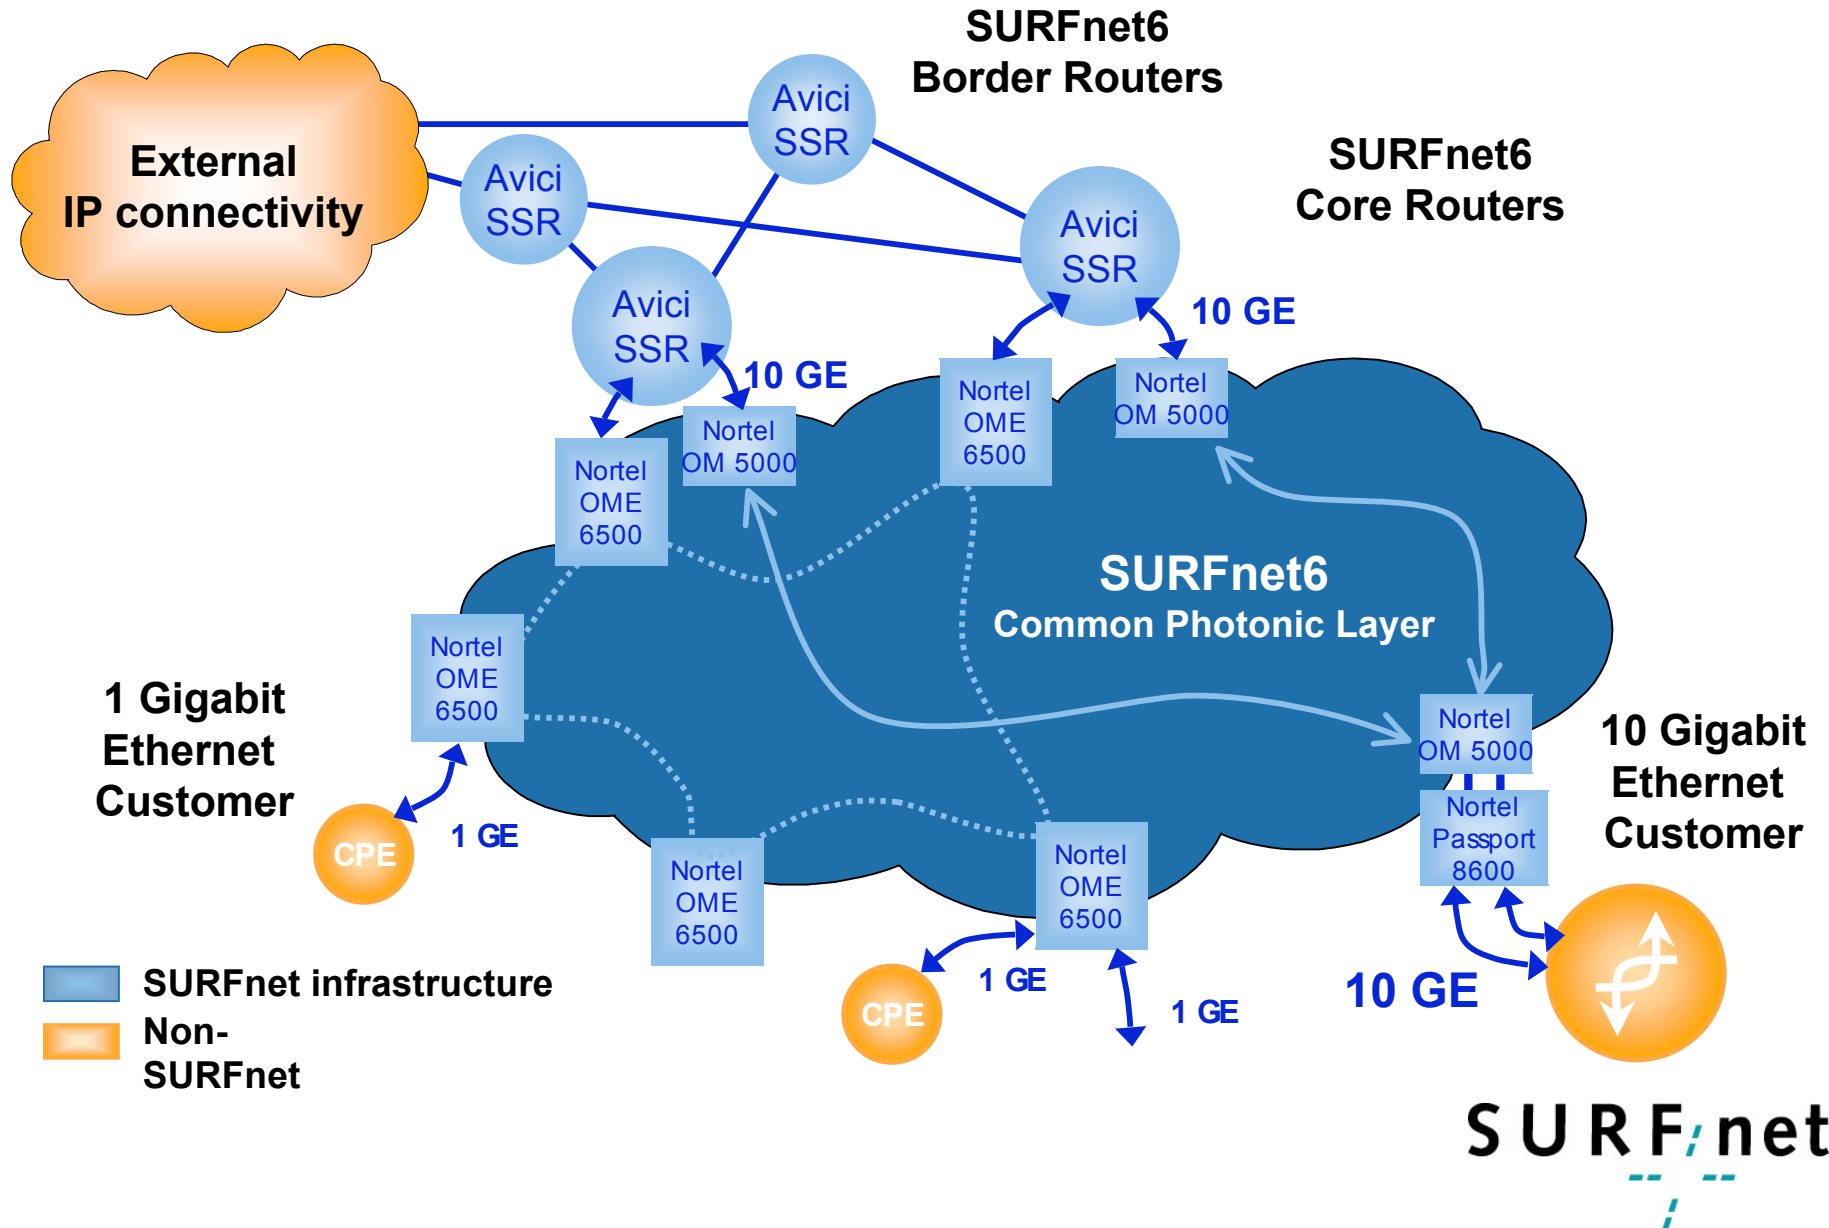 SURFnet6
Border Routers
Avici
SSR
External
IP connectivity
SURFnet6
Core Routers
Avici
SSR
Avici
SSR
Avici
SSR
10 GE
10 GE
Nortel
OME
6500
Nortel
OM 5000
Nortel
OM 5000
Nortel
OME
6500
SURFnet6
Common Photonic Layer
Nortel
OME
6500
1 Gigabit
Ethernet
Customer
Nortel
OM 5000
10 Gigabit
Ethernet
Customer
Nortel
Passport
8600
1 GE
CPE
Nortel
OME
6500
Nortel
OME
6500
1 GE
CPE
1 GE
10 GE
SURFnet infrastructure
Non-
SURFnet
SURFnet